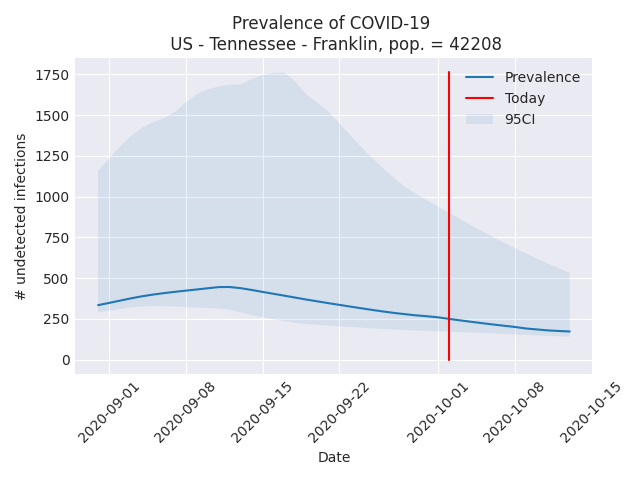 Prevalence of COVID-19
US - Tennessee - Franklin, pop. = 42208
1750
1500
1250
1000
750
500
250
0
# undetected infections
Prevalence
Today
95CI
2020-09-01
2020-09-08
2020-09-15
2020-09-22
2020-10-01
2020-10-08
2020-10-15
Date